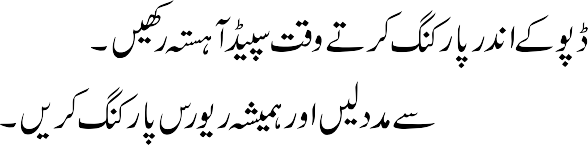 ڈپو کے اندر پارکنگ کرتے وقت سپیڈ آہستہ رکھیں ۔
سے مدد لیں اور ہمیشہ ریورس پارکنگ کریں ۔